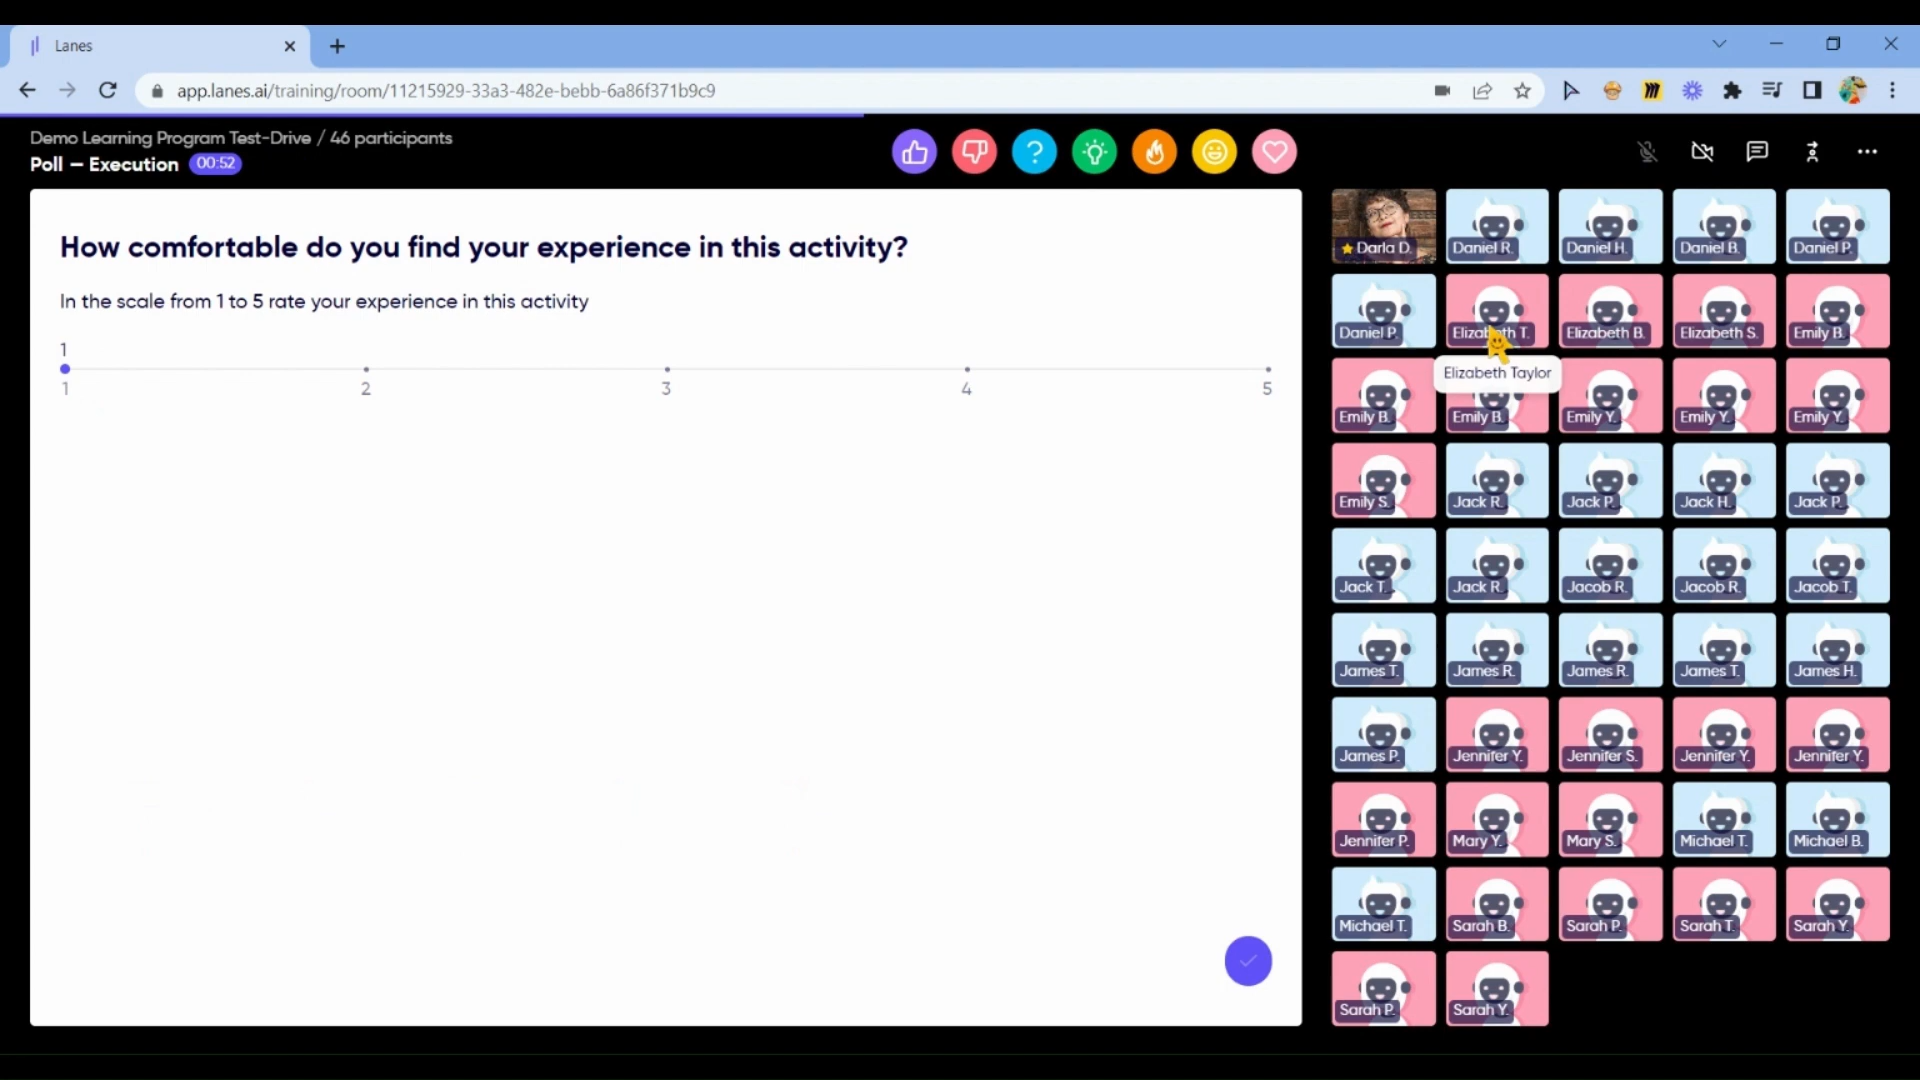 Lanes
app.lanes.ai/training/room/11215929-33a3-482e-bebb-6a86f371b9c9
Demo Learning Program Test-Drive / 46 participants
Poll — Execution 00:52
How comfortable do you find your experience in this activity?
In the scale from 1 to 5 rate your experience in this activity
1
1 2 3 4 5
Darla D. Daniel R. Daniel H. Daniel B. Daniel P.
Daniel P. Elizabeth T. Elizabeth B. Elizabeth S. Emily B.
Elizabeth Taylor
Emily B. Emily B. Emily Y. Emily Y. Emily Y.
Emily S. Jack R. Jack P. Jack H. Jack P.
Jack T. Jack R. Jacob R. Jacob R. Jacob T.
James T. James R. James R. James T. James H.
James P. Jennifer Y. Jennifer S. Jennifer Y. Jennifer Y.
Jennifer P. Mary Y. Mary S. Michael T. Michael B.
Michael T. Sarah B. Sarah P. Sarah T. Sarah Y.
Sarah P. Sarah Y.